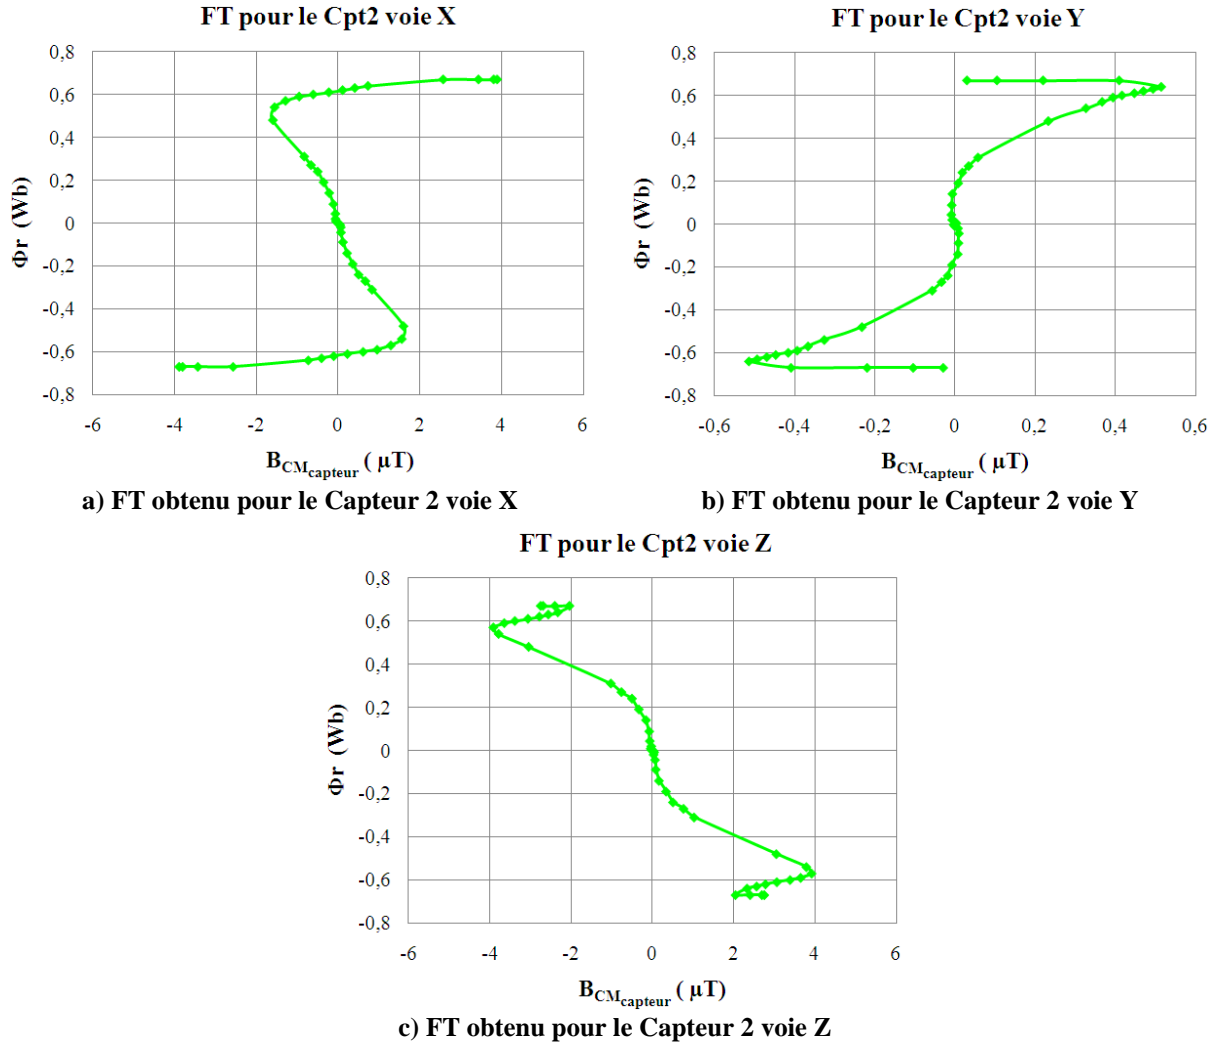 FT pour le Cpt2 voie X
0,8
0,6
0,4
0,2
0
-0,2
-0,4
-0,6
-0,8
Φr (Wb)
-6 -4 -2 0 2 4 6
BCMcapteur ( µT)
a) FT obtenu pour le Capteur 2 voie X
FT pour le Cpt2 voie Y
0,8
0,6
0,4
0,2
0
-0,2
-0,4
-0,6
-0,8
Φr (Wb)
-0,6 -0,4 -0,2 0 0,2 0,4 0,6
BCMcapteur ( µT)
b) FT obtenu pour le Capteur 2 voie Y
FT pour le Cpt2 voie Z
0,8
0,6
0,4
0,2
0
-0,2
-0,4
-0,6
-0,8
Φr (Wb)
-6 -4 -2 0 2 4 6
BCMcapteur ( µT)
c) FT obtenu pour le Capteur 2 voie Z